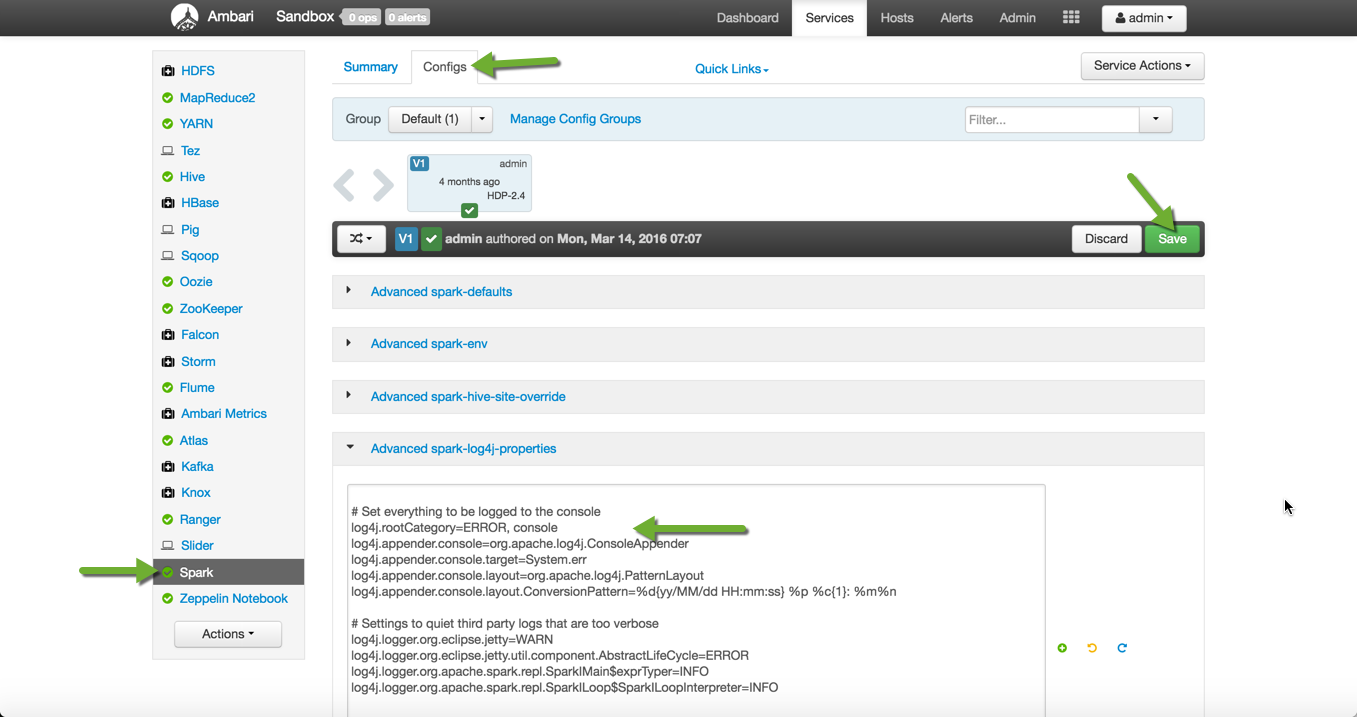 Ambari Sandbox 0 ops 0 alerts Dashboard Services Hosts Alerts Admin admin
HDFS
MapReduce2
YARN
Tez
Hive
HBase
Pig
Sqoop
Oozie
ZooKeeper
Falcon
Storm
Flume
Ambari Metrics
Atlas
Kafka
Knox
Ranger
Slider
Spark
Zeppelin Notebook
Actions
Summary Configs Quick Links Service Actions
Group Default (1) Manage Config Groups Filter...
V1 admin
4 months ago
HDP-2.4
V1 admin authored on Mon, Mar 14, 2016 07:07 Discard Save
Advanced spark-defaults
Advanced spark-env
Advanced spark-hive-site-override
Advanced spark-log4j-properties
# Set everything to be logged to the console
log4j.rootCategory=ERROR, console
log4j.appender.console=org.apache.log4j.ConsoleAppender
log4j.appender.console.target=System.err
log4j.appender.console.layout=org.apache.log4j.PatternLayout
log4j.appender.console.layout.ConversionPattern=%d{yy/MM/dd HH:mm:ss} %p %c{1}: %m%n
# Settings to quiet third party logs that are too verbose
log4j.logger.org.eclipse.jetty=WARN
log4j.logger.org.eclipse.jetty.util.component.AbstractLifeCycle=ERROR
log4j.logger.org.apache.spark.repl.SparkIMain$exprTyper=INFO
log4j.logger.org.apache.spark.repl.SparkILoop$SparkILoopInterpreter=INFO